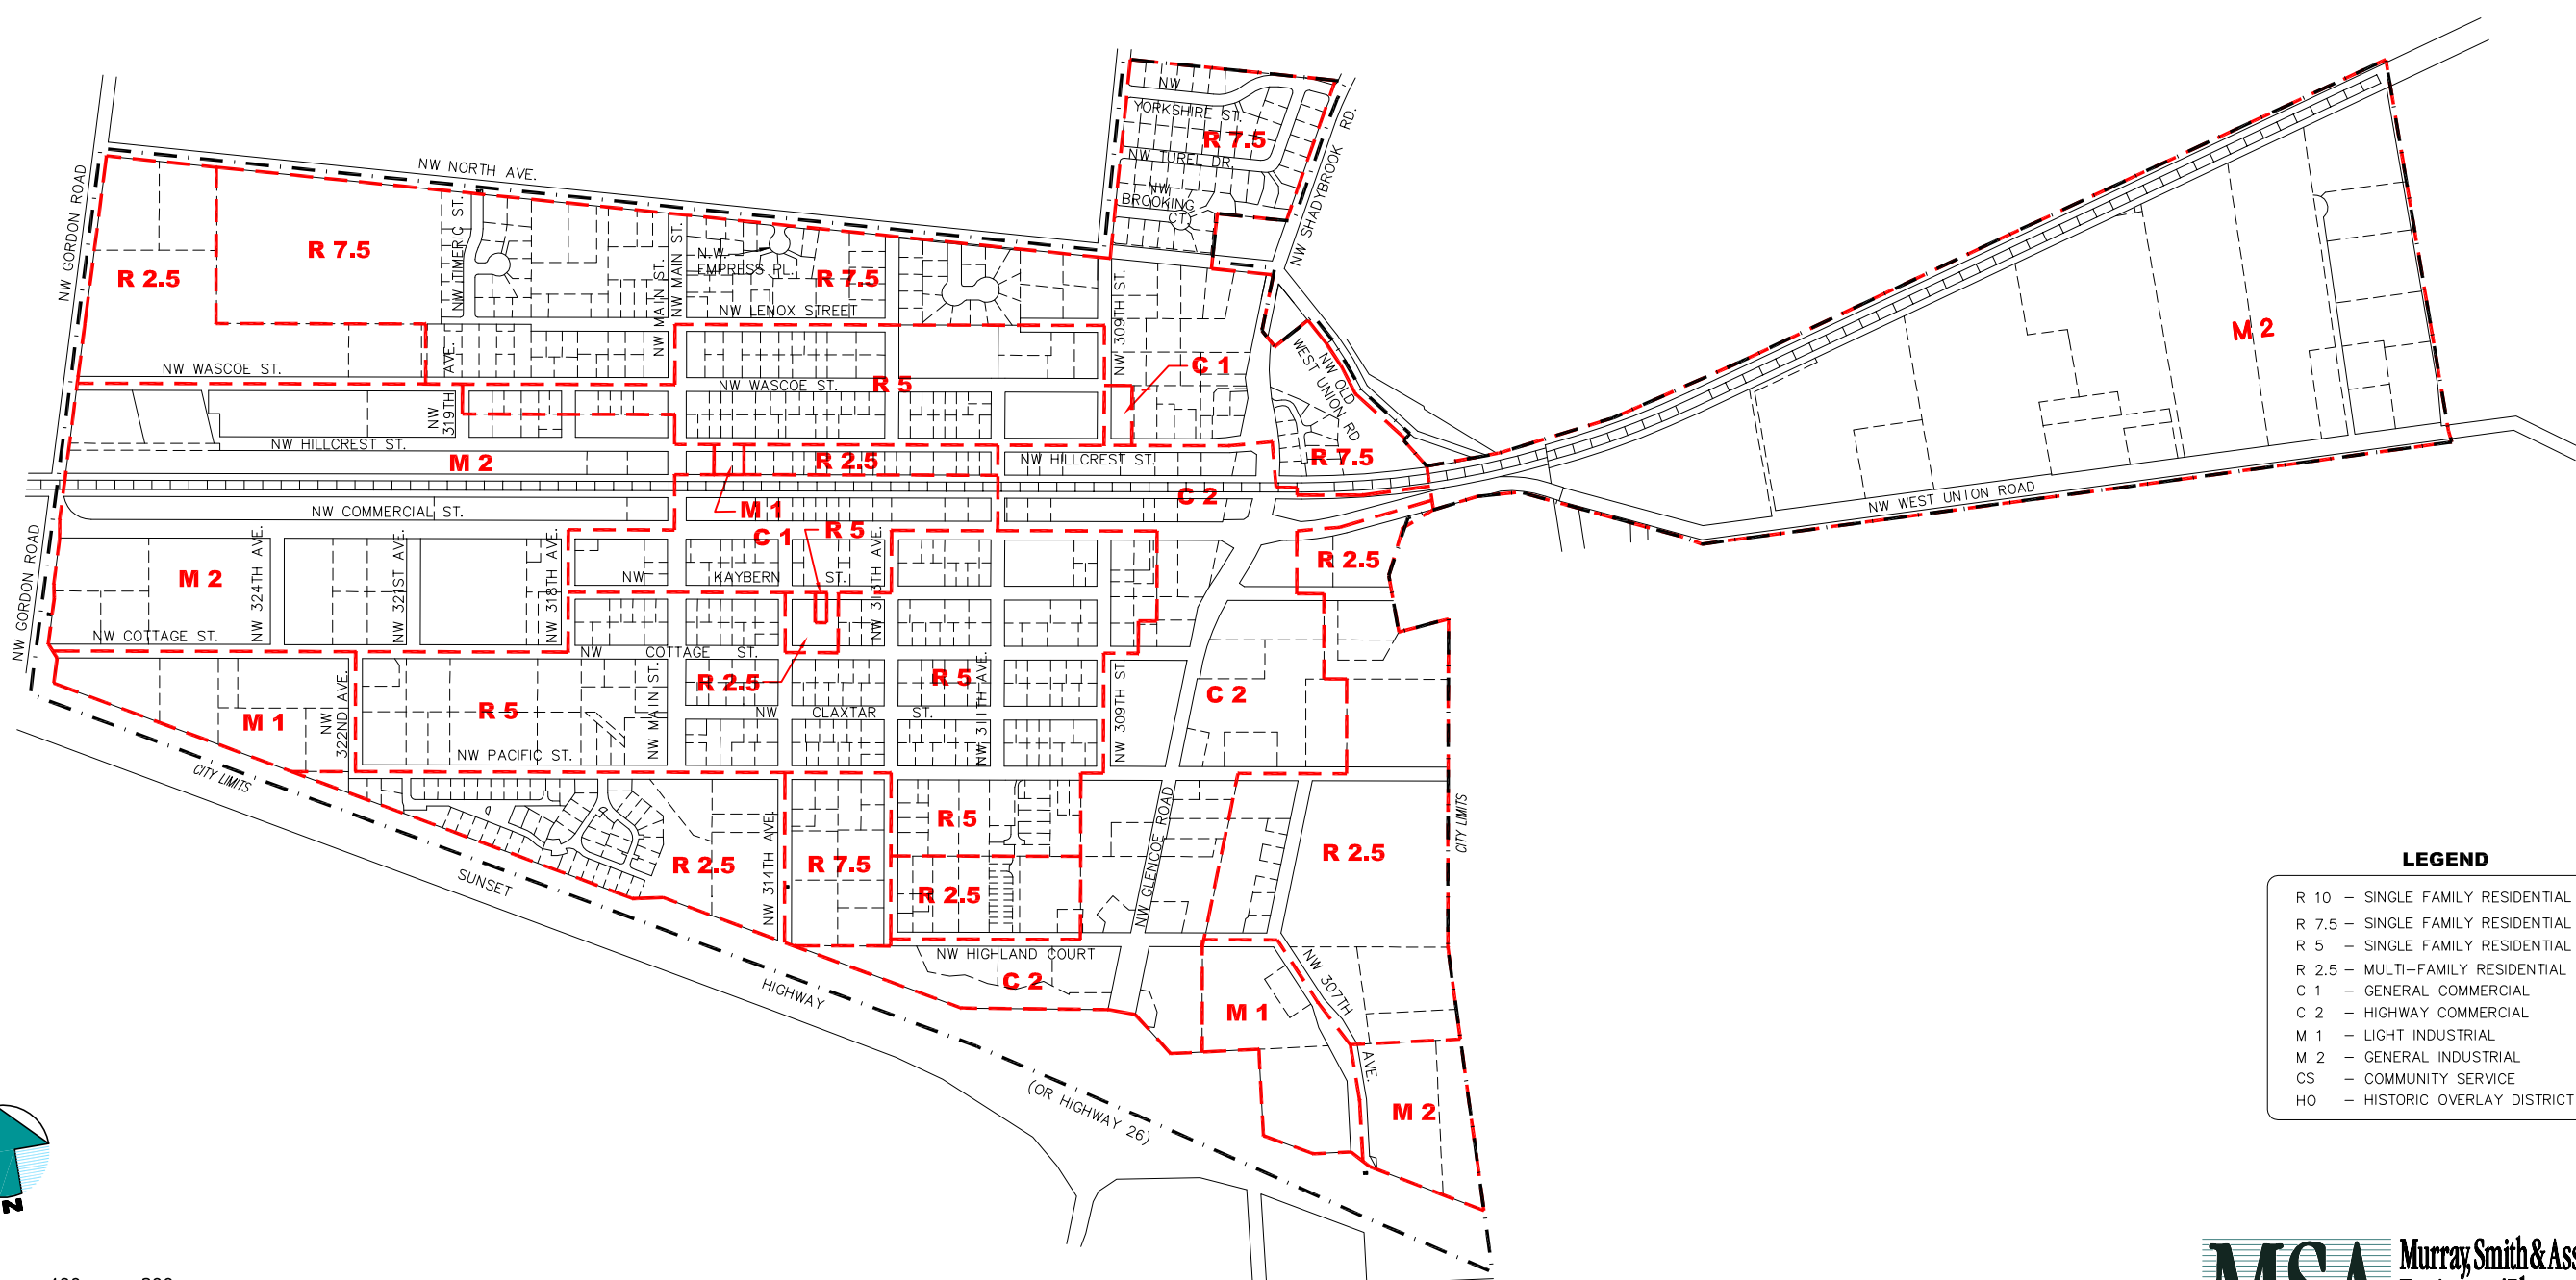 NW
YORKSHIRE ST.
R 7.5
NW TUREL DR.
NW
BROOKING
CT.
NW SHADYBROOK RD.
NW NORTH AVE.
NW GORDON ROAD
R 2.5
R 7.5
NW TIMERIC ST.
NW MAIN ST.
NW MAIN ST.
N.W.
EMPRESS PL.
R 7.5
NW LENOX STREET
NW 309TH ST.
NW OLD
WEST UNION RD
M 2
NW WASCOE ST.
NW
319TH AVE.
NW WASCOE ST.
R 5
C 1
NW HILLCREST ST.
M 2
R 2.5
NW HILLCREST ST.
R 7.5
C 2
NW WEST UNION ROAD
NW COMMERCIAL ST.
M 1
C 1
R 5
NW GORDON ROAD
M 2
NW 324TH AVE.
NW 321ST AVE.
NW 318TH AVE.
NW KAYBERN ST.
NW 313TH AVE.
R 2.5
NW COTTAGE ST.
NW COTTAGE ST.
M 1
NW
322ND AVE.
R 5
NW MAIN ST.
R 2.5
R 5
NW 311TH AVE.
NW 309TH ST.
C 2
NW CLAXTAR ST.
NW PACIFIC ST.
CITY LIMITS
SUNSET
HIGHWAY
(OR HIGHWAY 26)
R 2.5
NW 314TH AVE.
R 7.5
R 5
R 2.5
NW GLENCOE ROAD
R 2.5
CITY LIMITS
NW HIGHLAND COURT
C 2
M 1
NW 307TH
AVE.
M 2
LEGEND
R 10 – SINGLE FAMILY RESIDENTIAL
R 7.5 – SINGLE FAMILY RESIDENTIAL
R 5 – SINGLE FAMILY RESIDENTIAL
R 2.5 – MULTI–FAMILY RESIDENTIAL
C 1 – GENERAL COMMERCIAL
C 2 – HIGHWAY COMMERCIAL
M 1 – LIGHT INDUSTRIAL
M 2 – GENERAL INDUSTRIAL
CS – COMMUNITY SERVICE
HO – HISTORIC OVERLAY DISTRICT
N
MSA
Murray, Smith & Ass